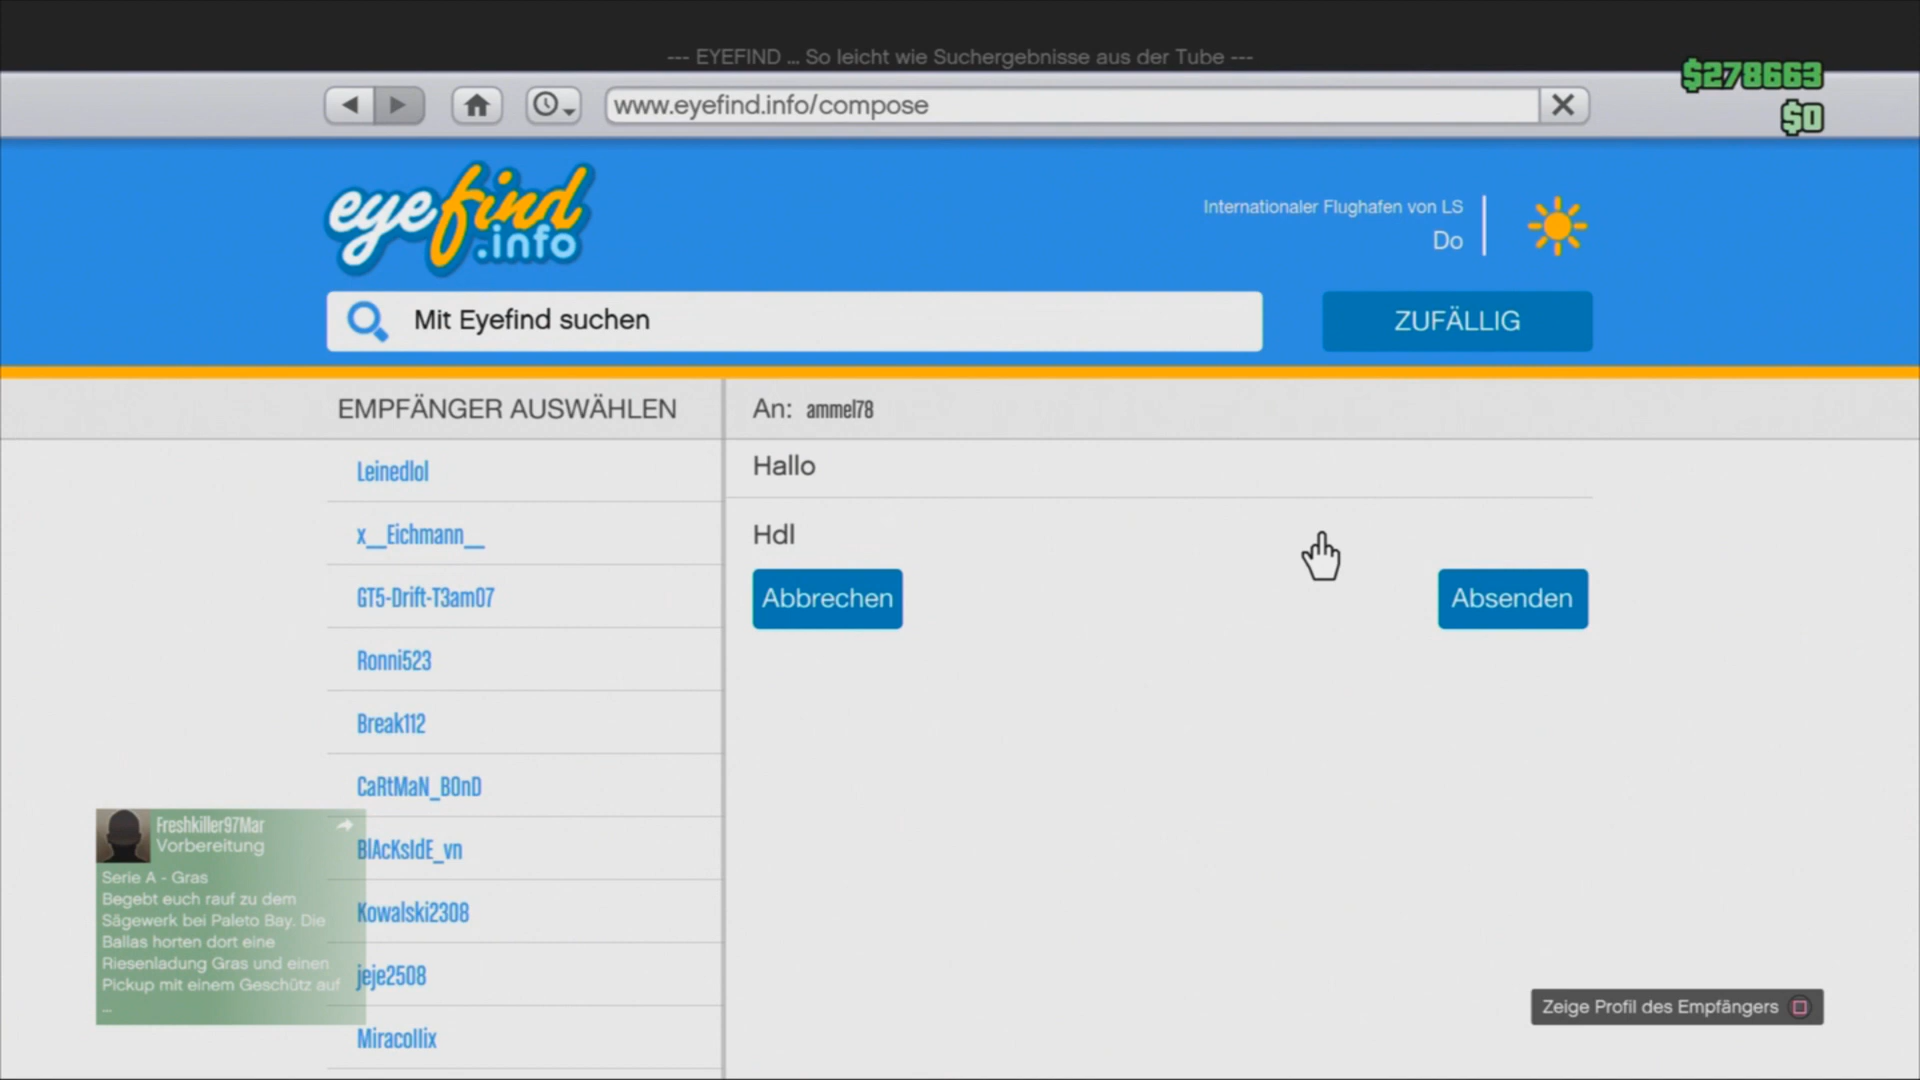 --- EYEFIND ... So leicht wie Suchergebnisse aus der Tube ---
$278663
www.eyefind.info/compose
$0
eyefind.info
Internationaler Flughafen von LS
Do
Mit Eyefind suchen
ZUFÄLLIG
EMPFÄNGER AUSWÄHLEN
An: ammel78
Leinedlol
x__Eichmann__
GT5-Drift-T3am07
Ronni523
Break112
CaRtMaN_B0nD
BlAcKsIdE_vn
Kowalski2308
jeje2508
Miracollix
Hallo
Hdl
Abbrechen
Absenden
Freshkiller97Mar
Vorbereitung
Serie A - Gras
Begebt euch rauf zu dem
Sägewerk bei Paleto Bay. Die
Ballas horten dort eine
Riesenladung Gras und einen
Pickup mit einem Geschütz auf
...
Zeige Profil des Empfängers